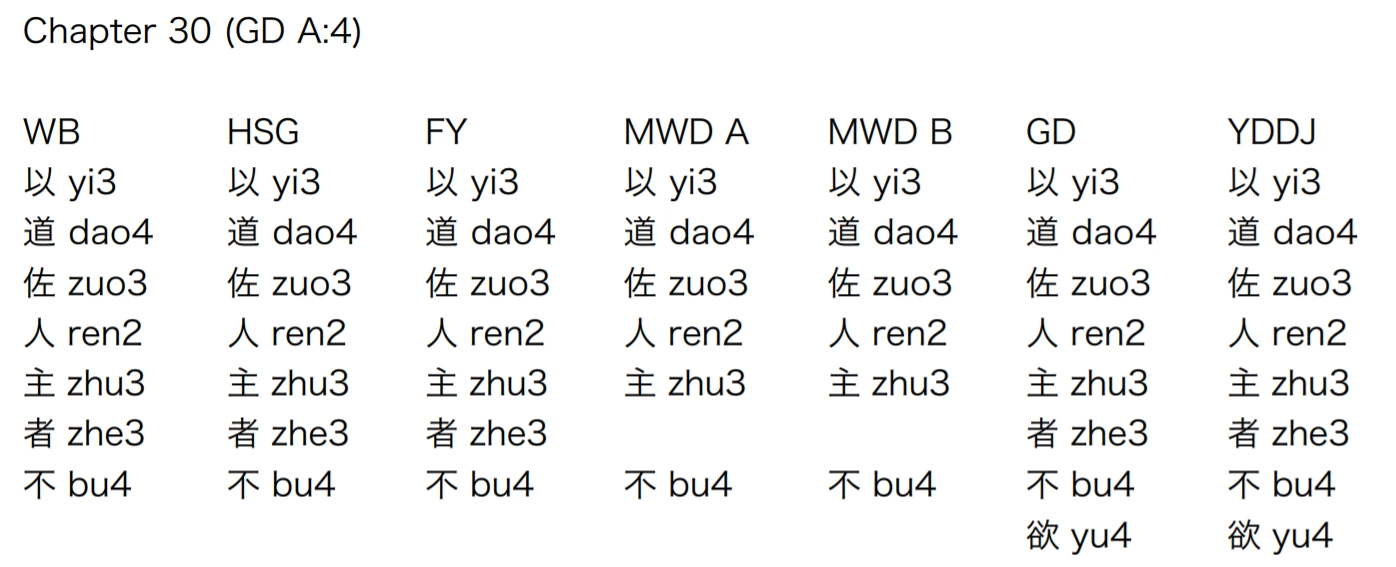 Chapter 30 (GD A:4)
WB HSG FY MWD A MWD B GD YDDJ
以 yi3 以 yi3 以 yi3 以 yi3 以 yi3 以 yi3 以 yi3
道 dao4 道 dao4 道 dao4 道 dao4 道 dao4 道 dao4 道 dao4
佐 zuo3 佐 zuo3 佐 zuo3 佐 zuo3 佐 zuo3 佐 zuo3 佐 zuo3
人 ren2 人 ren2 人 ren2 人 ren2 人 ren2 人 ren2 人 ren2
主 zhu3 主 zhu3 主 zhu3 主 zhu3 主 zhu3 主 zhu3 主 zhu3
者 zhe3 者 zhe3 者 zhe3 者 zhe3 者 zhe3
不 bu4 不 bu4 不 bu4 不 bu4 不 bu4 不 bu4 不 bu4
欲 yu4 欲 yu4